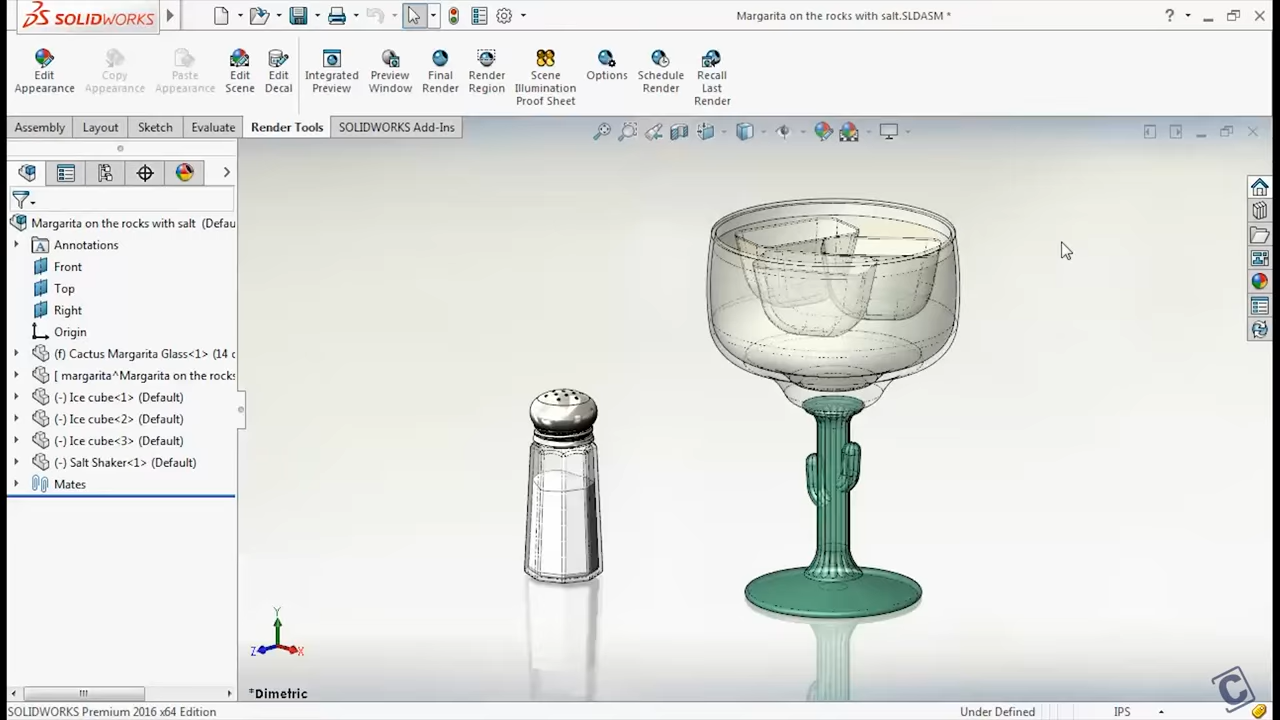 SOLIDWORKS
Margarita on the rocks with salt.SLDASM *
?
Edit Appearance
Copy Appearance
Paste Appearance
Edit Scene
Edit Decal
Integrated Preview
Preview Window
Final Render
Render Region
Scene Illumination Proof Sheet
Options
Schedule Render
Recall Last Render
Assembly
Layout
Sketch
Evaluate
Render Tools
SOLIDWORKS Add-Ins
Margarita on the rocks with salt (Defau
Annotations
Front
Top
Right
Origin
(f) Cactus Margarita Glass<1> (14 c
[ margarita^Margarita on the rocks
(-) Ice cube<1> (Default)
(-) Ice cube<2> (Default)
(-) Ice cube<3> (Default)
(-) Salt Shaker<1> (Default)
Mates
Y
Z
X
*Dimetric
SOLIDWORKS Premium 2016 x64 Edition
Under Defined
IPS